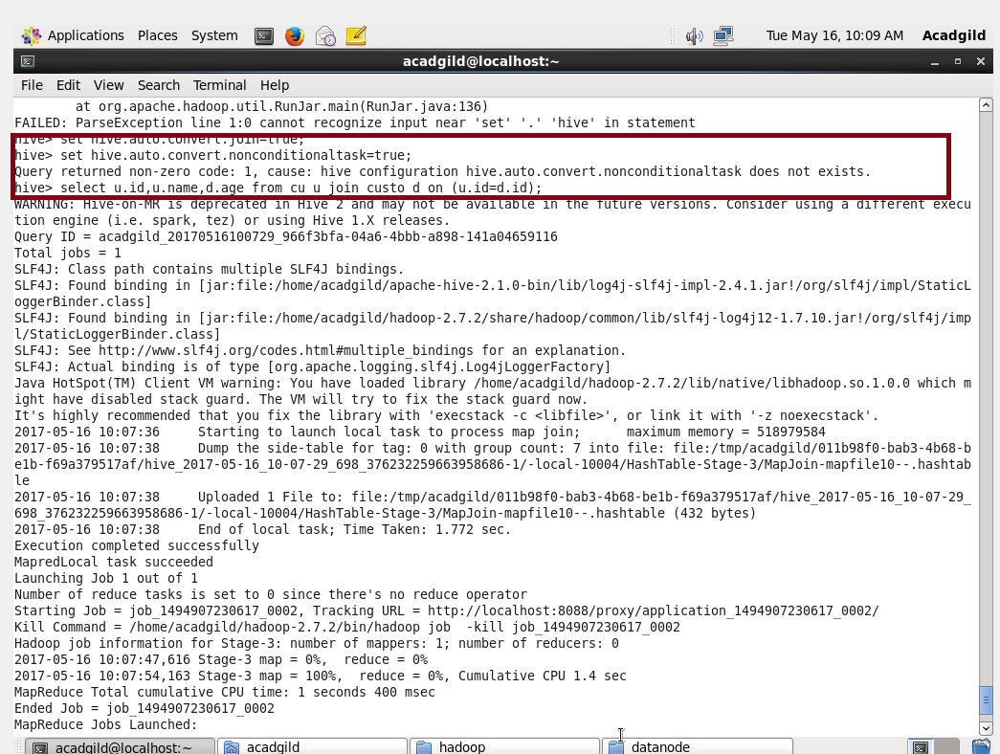 Applications Places System Tue May 16, 10:09 AM Acadgild
acadgild@localhost:~
File Edit View Search Terminal Help
        at org.apache.hadoop.util.RunJar.main(RunJar.java:136)
FAILED: ParseException line 1:0 cannot recognize input near 'set' '.' 'hive' in statement
hive> set hive.auto.convert.join=true;
hive> set hive.auto.convert.nonconditionaltask=true;
Query returned non-zero code: 1, cause: hive configuration hive.auto.convert.nonconditionaltask does not exists.
hive> select u.id,u.name,d.age from cu u join custo d on (u.id=d.id);
WARNING: Hive-on-MR is deprecated in Hive 2 and may not be available in the future versions. Consider using a different execu
tion engine (i.e. spark, tez) or using Hive 1.X releases.
Query ID = acadgild_20170516100729_966f3bfa-04a6-4bbb-a898-141a04659116
Total jobs = 1
SLF4J: Class path contains multiple SLF4J bindings.
SLF4J: Found binding in [jar:file:/home/acadgild/apache-hive-2.1.0-bin/lib/log4j-slf4j-impl-2.4.1.jar!/org/slf4j/impl/StaticL
oggerBinder.class]
SLF4J: Found binding in [jar:file:/home/acadgild/hadoop-2.7.2/share/hadoop/common/lib/slf4j-log4j12-1.7.10.jar!/org/slf4j/imp
l/StaticLoggerBinder.class]
SLF4J: See http://www.slf4j.org/codes.html#multiple_bindings for an explanation.
SLF4J: Actual binding is of type [org.apache.logging.slf4j.Log4jLoggerFactory]
Java HotSpot(TM) Client VM warning: You have loaded library /home/acadgild/hadoop-2.7.2/lib/native/libhadoop.so.1.0.0 which m
ight have disabled stack guard. The VM will try to fix the stack guard now.
It's highly recommended that you fix the library with 'execstack -c <libfile>', or link it with '-z noexecstack'.
2017-05-16 10:07:36     Starting to launch local task to process map join;      maximum memory = 518979584
2017-05-16 10:07:38     Dump the side-table for tag: 0 with group count: 7 into file: file:/tmp/acadgild/011b98f0-bab3-4b68-b
e1b-f69a379517af/hive_2017-05-16_10-07-29_698_3762322596639586​86-1/-local-10004/HashTable-Stage-3/MapJoin-mapfile10--.hashtab
le
2017-05-16 10:07:38     Uploaded 1 File to: file:/tmp/acadgild/011b98f0-bab3-4b68-be1b-f69a379517af/hive_2017-05-16_10-07-29_
698_376232259663958686-1/-local-10004/HashTable-Stage-3/MapJoin-mapfile10--.hashtable (432 bytes)
2017-05-16 10:07:38     End of local task; Time Taken: 1.772 sec.
Execution completed successfully
MapredLocal task succeeded
Launching Job 1 out of 1
Number of reduce tasks is set to 0 since there's no reduce operator
Starting Job = job_1494907230617_0002, Tracking URL = http://localhost:8088/proxy/application_1494907230617_0002/
Kill Command = /home/acadgild/hadoop-2.7.2/bin/hadoop job  -kill job_1494907230617_0002
Hadoop job information for Stage-3: number of mappers: 1; number of reducers: 0
2017-05-16 10:07:47,616 Stage-3 map = 0%,  reduce = 0%
2017-05-16 10:07:54,163 Stage-3 map = 100%,  reduce = 0%, Cumulative CPU 1.4 sec
MapReduce Total cumulative CPU time: 1 seconds 400 msec
Ended Job = job_1494907230617_0002
MapReduce Jobs Launched:
acadgild@localhost:~ acadgild hadoop datanode